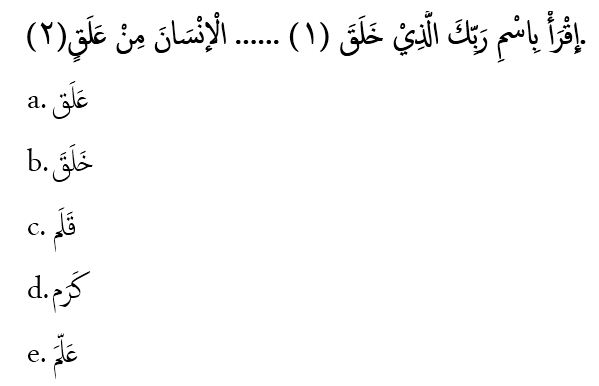 .إِقْرَأْ بِاسْمِ رَبِّكَ الَّذِيْ خَلَقَ (١) ...... الْإِنْسَانَ مِنْ عَلَقٍ(٢)
a. عَلَق
b. خَلَقَ
c. قَلَم
d. كَرَم
e. عَلَّمَ